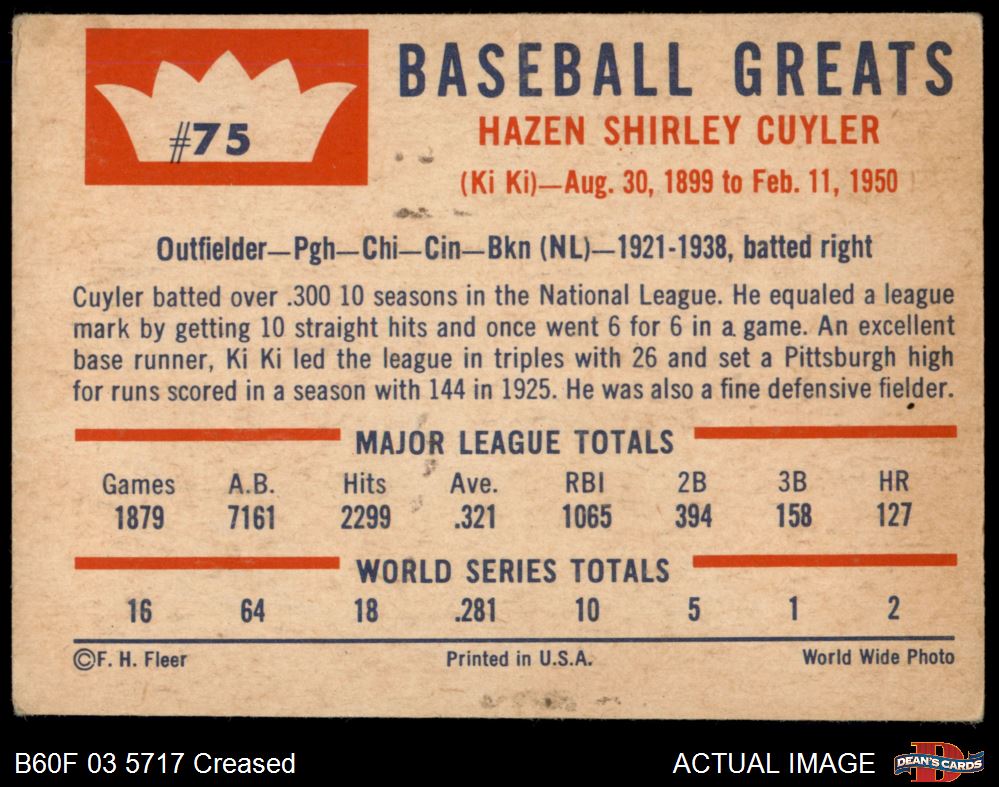 #75
BASEBALL GREATS
HAZEN SHIRLEY CUYLER
(Ki Ki)—Aug. 30, 1899 to Feb. 11, 1950
Outfielder—Pgh—Chi—Cin—Bkn (NL)—1921-1938, batted right
Cuyler batted over .300 10 seasons in the National League. He equaled a league
mark by getting 10 straight hits and once went 6 for 6 in a game. An excellent
base runner, Ki Ki led the league in triples with 26 and set a Pittsburgh high
for runs scored in a season with 144 in 1925. He was also a fine defensive fielder.
MAJOR LEAGUE TOTALS
Games A.B. Hits Ave. RBI 2B 3B HR
1879 7161 2299 .321 1065 394 158 127
WORLD SERIES TOTALS
16 64 18 .281 10 5 1 2
©F. H. Fleer Printed in U.S.A. World Wide Photo
B60F 03 5717 Creased ACTUAL IMAGE D DEAN'S CARDS